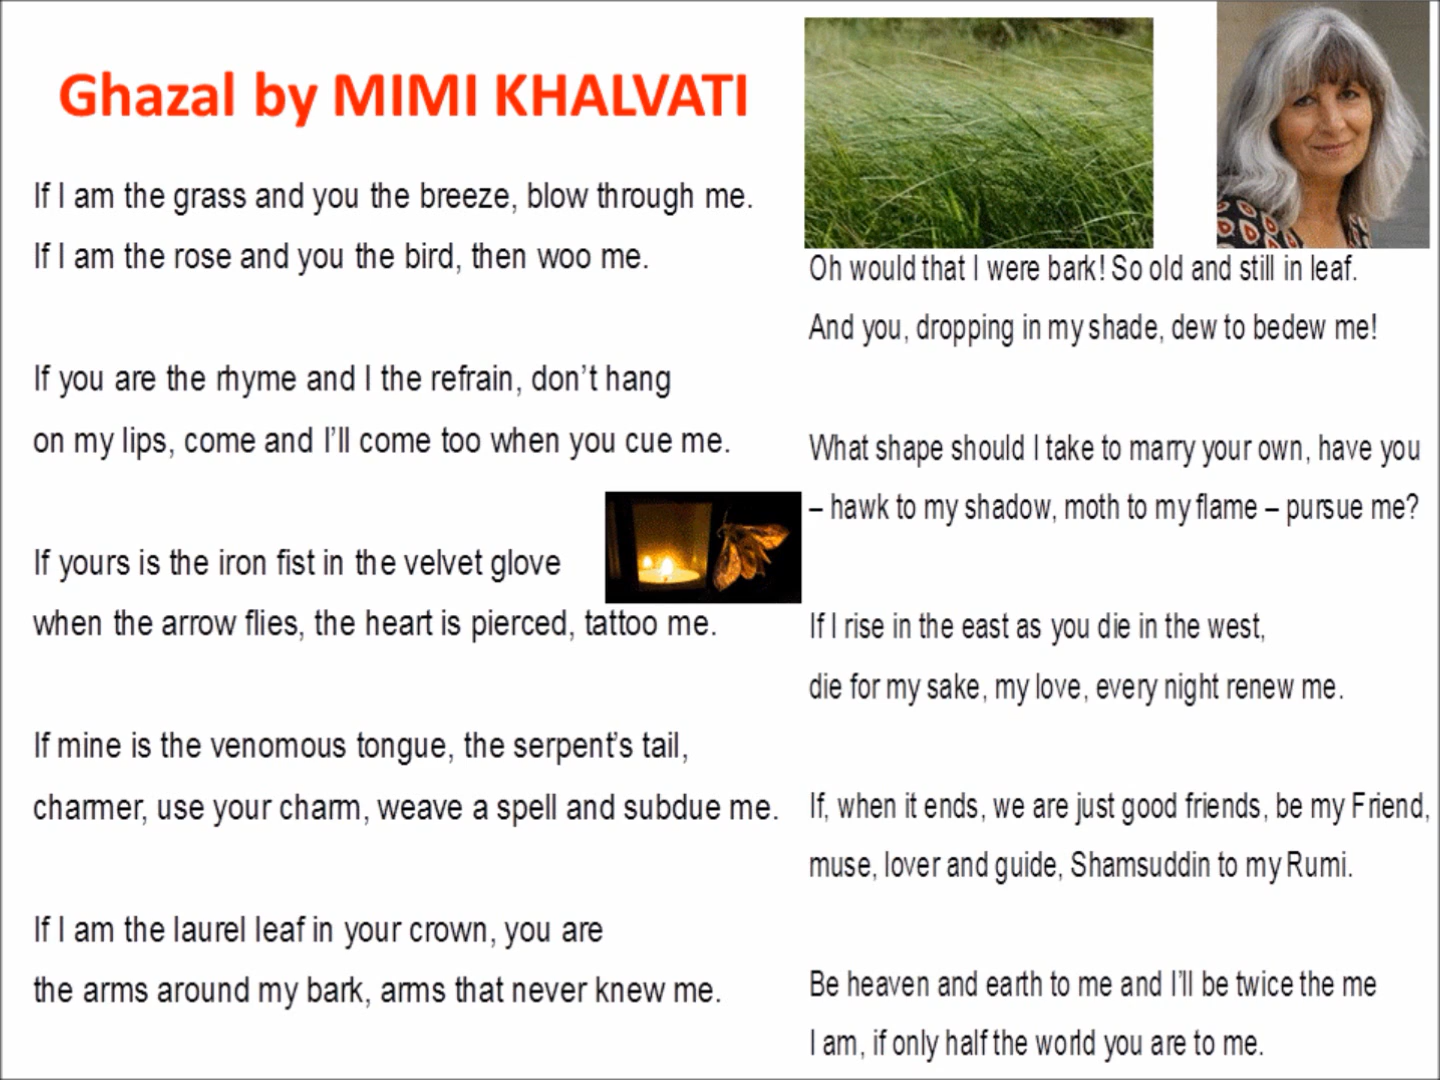 Ghazal by MIMI KHALVATI
If I am the grass and you the breeze, blow through me.
If I am the rose and you the bird, then woo me.
If you are the rhyme and I the refrain, don't hang
on my lips, come and I'll come too when you cue me.
If yours is the iron fist in the velvet glove
when the arrow flies, the heart is pierced, tattoo me.
If mine is the venomous tongue, the serpent's tail,
charmer, use your charm, weave a spell and subdue me.
If I am the laurel leaf in your crown, you are
the arms around my bark, arms that never knew me.
Oh would that I were bark! So old and still in leaf.
And you, dropping in my shade, dew to bedew me!
What shape should I take to marry your own, have you
– hawk to my shadow, moth to my flame – pursue me?
If I rise in the east as you die in the west,
die for my sake, my love, every night renew me.
If, when it ends, we are just good friends, be my Friend,
muse, lover and guide, Shamsuddin to my Rumi.
Be heaven and earth to me and I'll be twice the me
I am, if only half the world you are to me.